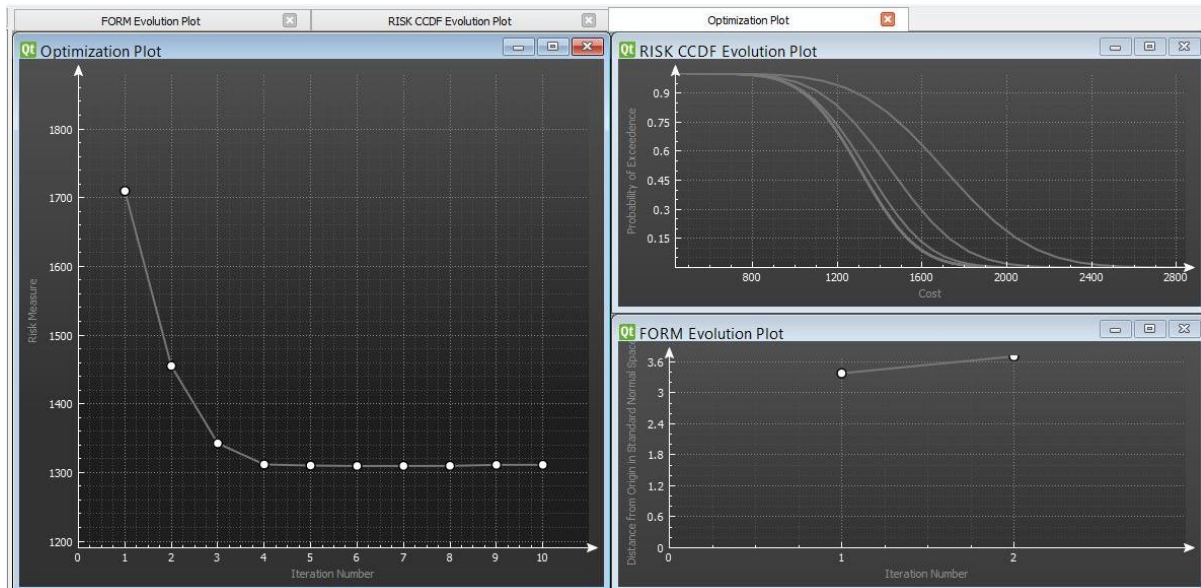 FORM Evolution Plot
RISK CCDF Evolution Plot
Optimization Plot
Qt Optimization Plot
1800
1700
1600
1500
1400
1300
1200
Risk Measure
0 1 2 3 4 5 6 7 8 9 10
Iteration Number
Qt RISK CCDF Evolution Plot
0.9
0.75
0.6
0.45
0.3
0.15
Probability of Exceedence
800 1200 1600 2000 2400 2800
Cost
Qt FORM Evolution Plot
3.6
3
2.4
1.8
1.2
0.6
0
Distance from Origin in Standard Normal Space
0 1 2
Iteration Number